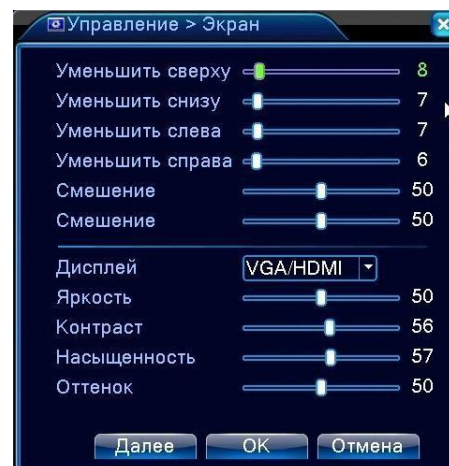 Управление > Экран
Уменьшить сверху 8
Уменьшить снизу 7
Уменьшить слева 7
Уменьшить справа 6
Смешение 50
Смешение 50
Дисплей VGA/HDMI
Яркость 50
Контраст 56
Насыщенность 57
Оттенок 50
Далее OK Отмена